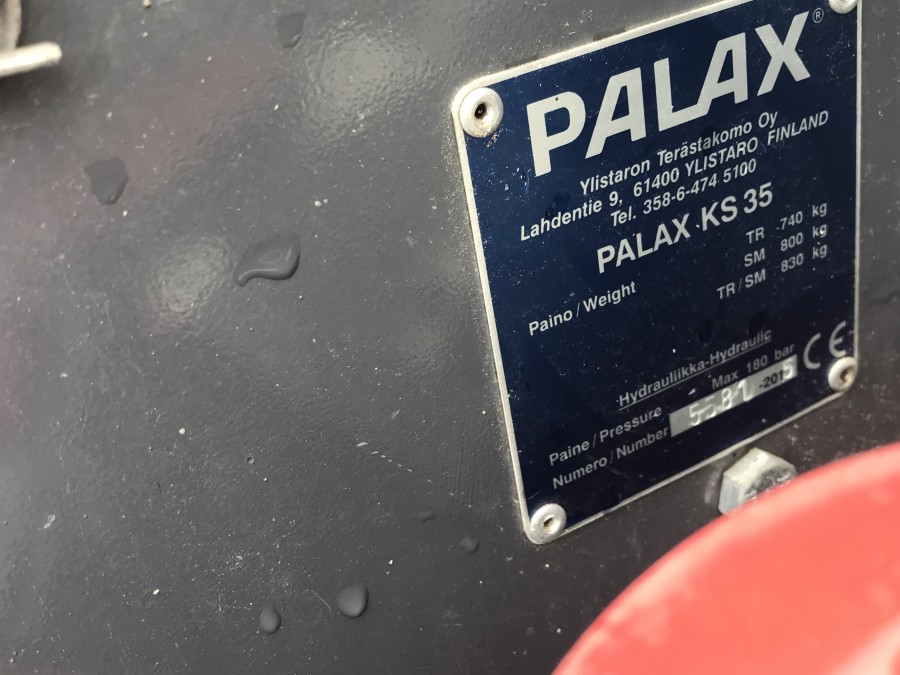 PALAX®
Ylistaron Terästakomo Oy
Lahdentie 9, 61400 YLISTARO FINLAND
Tel. 358-6-474 5100
PALAX KS 35
Paino/Weight TR 740 kg
SM 800 kg
TR/SM 830 kg
Hydrauliikka-Hydraulic
Paine/Pressure Max 180 bar
Numero/Number -2015
CE